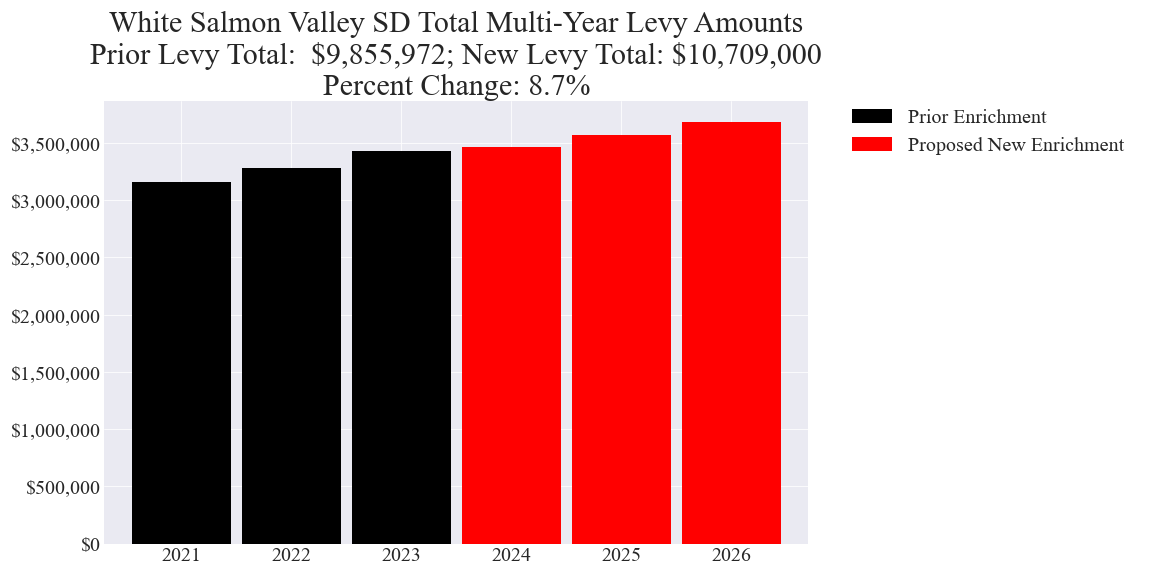 White Salmon Valley SD Total Multi-Year Levy Amounts
Prior Levy Total:  $9,855,972; New Levy Total: $10,709,000
Percent Change: 8.7%
Prior Enrichment
Proposed New Enrichment
$3,500,000
$3,000,000
$2,500,000
$2,000,000
$1,500,000
$1,000,000
$500,000
$0
2021 2022 2023 2024 2025 2026